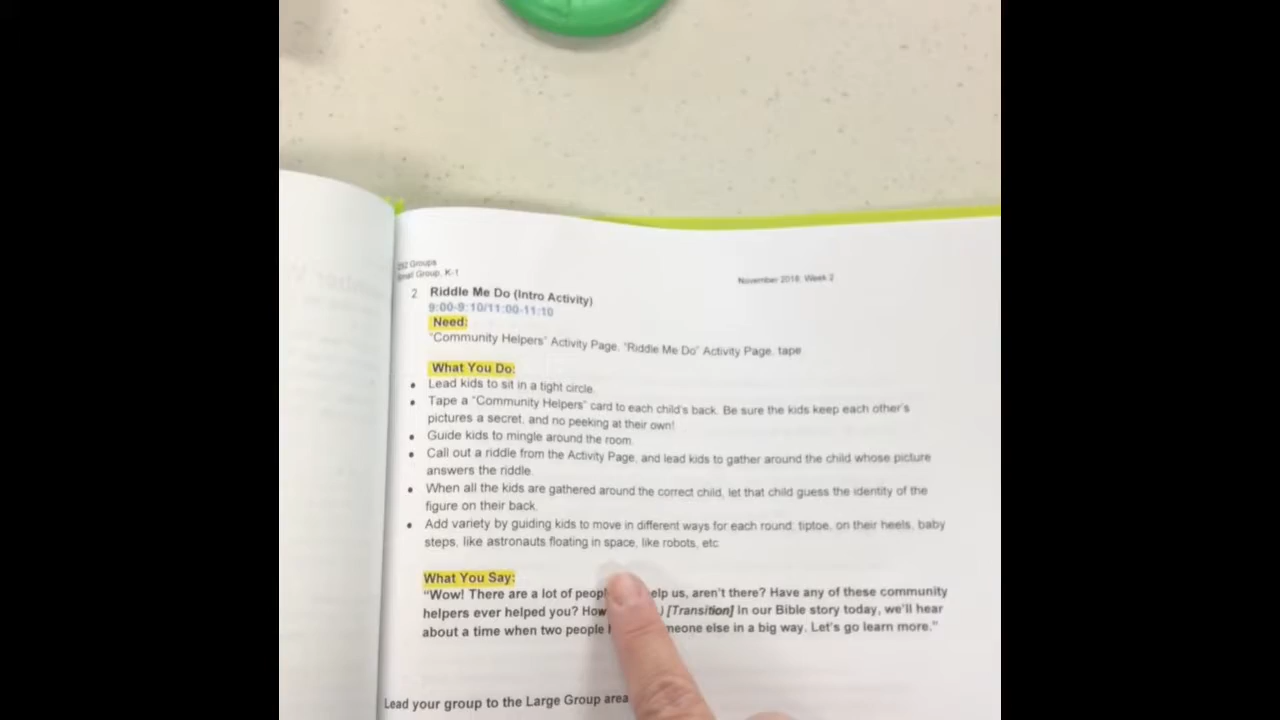 252 Groups
Small Group, K-1
November 2016, Week 2
2 Riddle Me Do (Intro Activity)
9:00-9:10/11:00-11:10
Need:
"Community Helpers" Activity Page, "Riddle Me Do" Activity Page, tape
What You Do:
• Lead kids to sit in a tight circle.
• Tape a "Community Helpers" card to each child's back. Be sure the kids keep each other's
pictures a secret, and no peeking at their own!
• Guide kids to mingle around the room.
• Call out a riddle from the Activity Page, and lead kids to gather around the child whose picture
answers the riddle.
• When all the kids are gathered around the correct child, let that child guess the identity of the
figure on their back.
• Add variety by guiding kids to move in different ways for each round: tiptoe, on their heels, baby
steps, like astronauts floating in space, like robots, etc.
What You Say:
"Wow! There are a lot of elp us, aren't there? Have any of these community
helpers ever helped you? ) [Transition] In our Bible story today, we'll hear
about a time when two people else in a big way. Let's go learn more."
Lead your group to the Large Group area